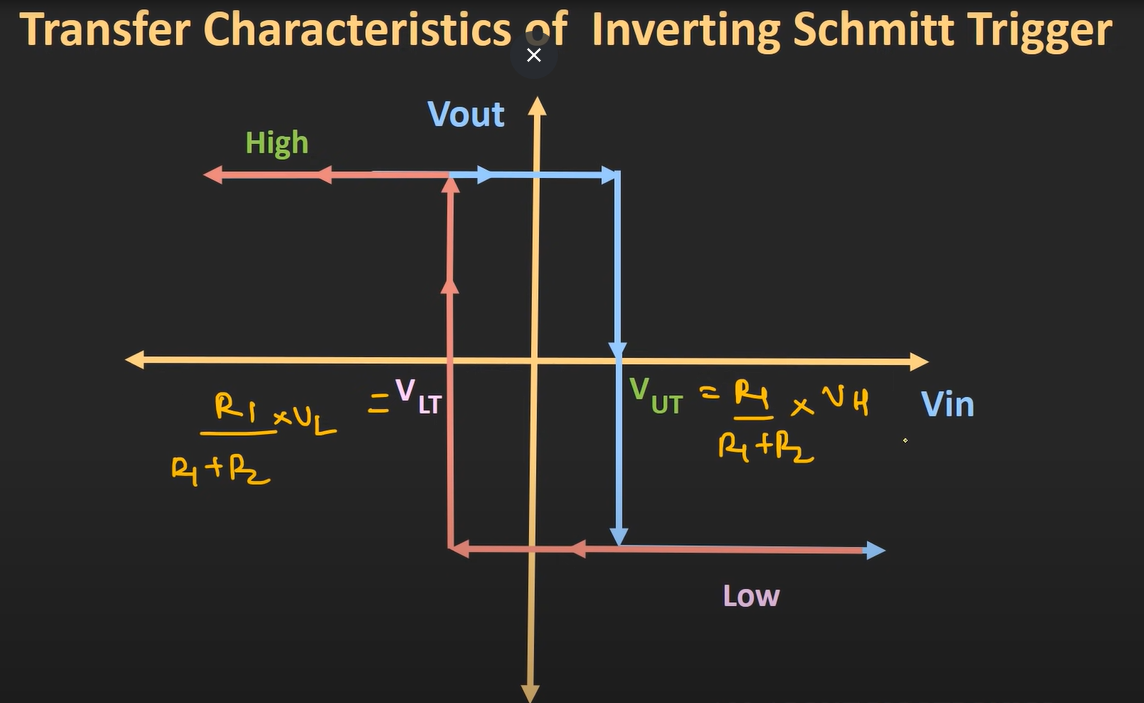 Transfer Characteristics of Inverting Schmitt Trigger
Vout
High
R1 / R1 + R2 × VL = VLT
VUT = R1 / R1 + R2 × VH
Vin
Low